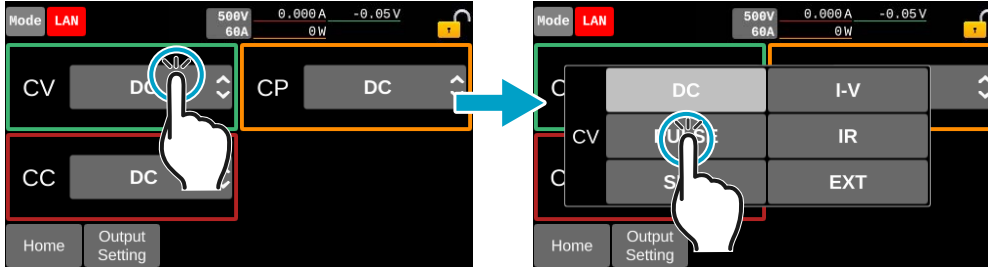 Mode LAN 500V 0.000 A -0.05 V
60A 0 W
CV DC CP DC
CC DC
Home Output
Setting
Mode LAN 500V 0.000 A -0.05 V
60A 0 W
DC I-V
CV PULSE IR
EXT
Home Output
Setting